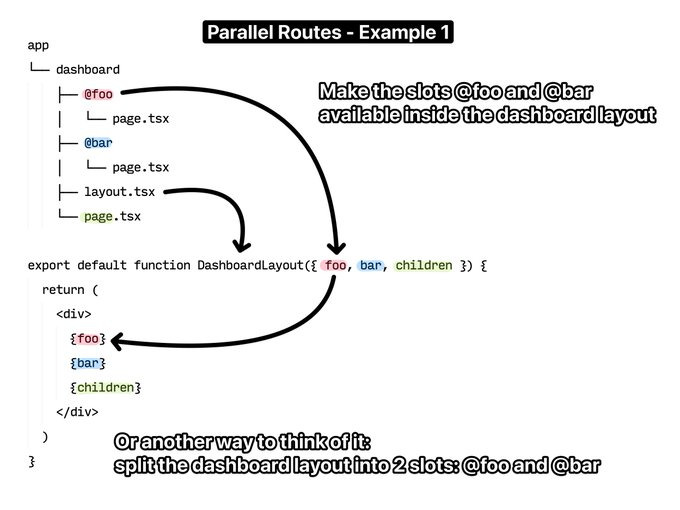 Parallel Routes - Example 1
app
└── dashboard
├── @foo
│ └── page.tsx
├── @bar
│ └── page.tsx
├── layout.tsx
└── page.tsx
Make the slots @foo and @bar
available inside the dashboard layout
export default function DashboardLayout({ foo, bar, children }) {
return (
<div>
{foo}
{bar}
{children}
</div>
)
}
Or another way to think of it:
split the dashboard layout into 2 slots: @foo and @bar